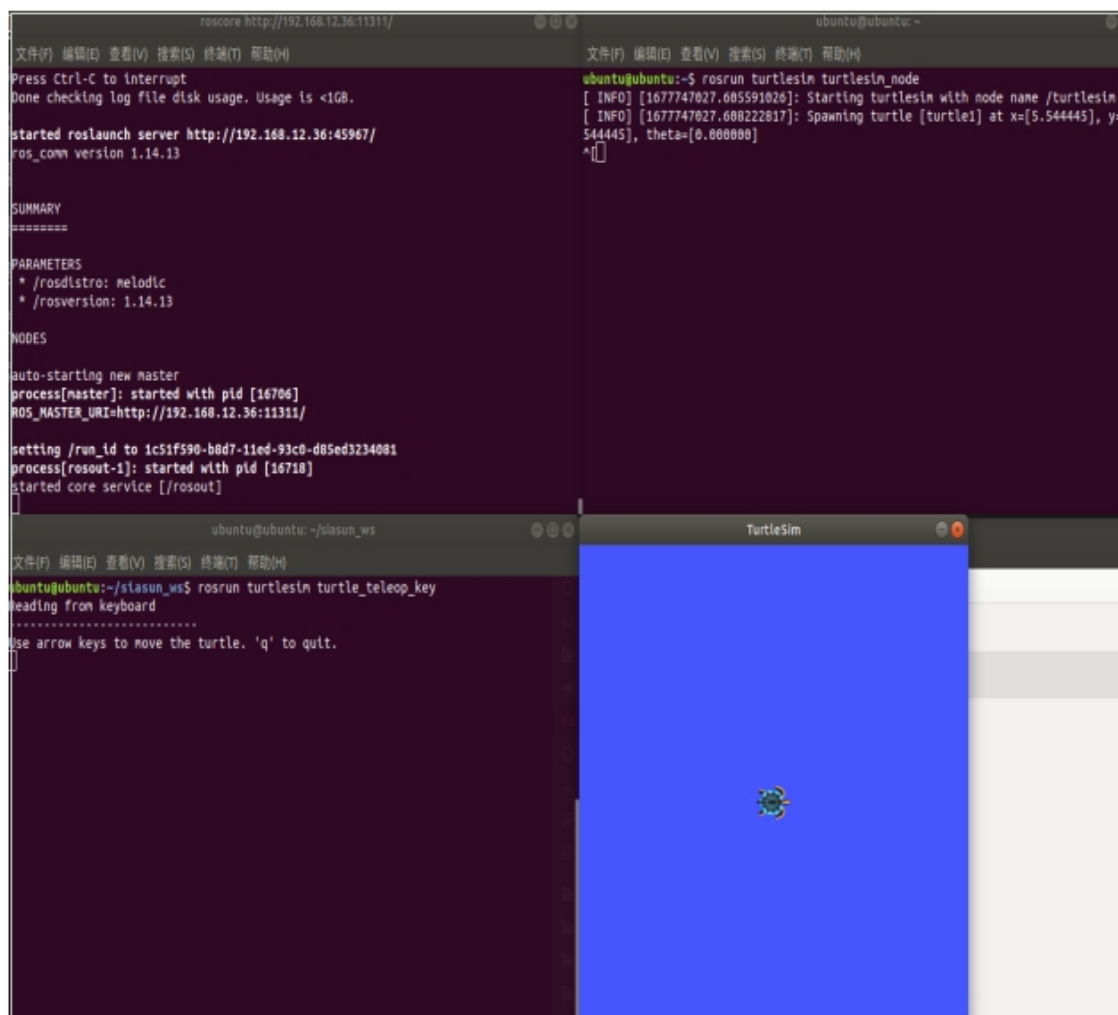 roscore http://192.168.12.36:11311/
文件(F) 编辑(E) 查看(V) 搜索(S) 终端(T) 帮助(H)
Press Ctrl-C to interrupt
Done checking log file disk usage. Usage is <1GB.
started roslaunch server http://192.168.12.36:45967/
ros_comm version 1.14.13
SUMMARY
========
PARAMETERS
* /rosdistro: melodic
* /rosversion: 1.14.13
NODES
auto-starting new master
process[master]: started with pid [16706]
ROS_MASTER_URI=http://192.168.12.36:11311/
setting /run_id to 1c51f590-b8d7-11ed-93c0-d85ed3234081
process[rosout-1]: started with pid [16718]
started core service [/rosout]
ubuntu@ubuntu: ~
文件(F) 编辑(E) 查看(V) 搜索(S) 终端(T) 帮助(H)
ubuntu@ubuntu:~$ rosrun turtlesim turtlesim_node
[ INFO] [1677747027.605591026]: Starting turtlesim with node name /turtlesim
[ INFO] [1677747027.608222817]: Spawning turtle [turtle1] at x=[5.544445], y=
544445], theta=[0.000000]
^[
ubuntu@ubuntu: ~/siasun_ws
文件(F) 编辑(E) 查看(V) 搜索(S) 终端(T) 帮助(H)
ubuntu@ubuntu:~/siasun_ws$ rosrun turtlesim turtle_teleop_key
Reading from keyboard
---------------------------
Use arrow keys to move the turtle. 'q' to quit.
TurtleSim